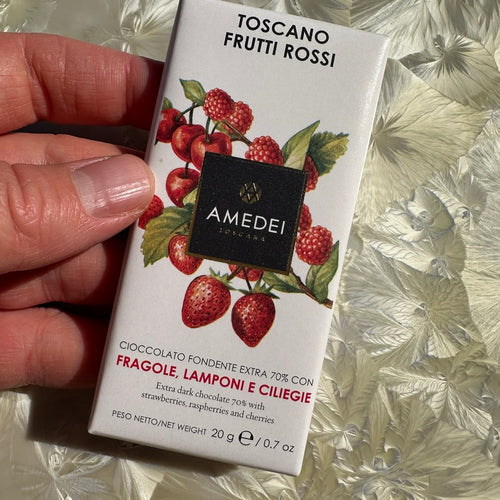 TOSCANO
FRUTTI ROSSI
AMEDEI
TOSCANA
CIOCCOLATO FONDENTE EXTRA 70% CON
FRAGOLE, LAMPONI E CILIEGIE
Extra dark chocolate 70% with
strawberries, raspberries and cherries
PESO NETTO/NET WEIGHT 20 g ℮ / 0.7 oz